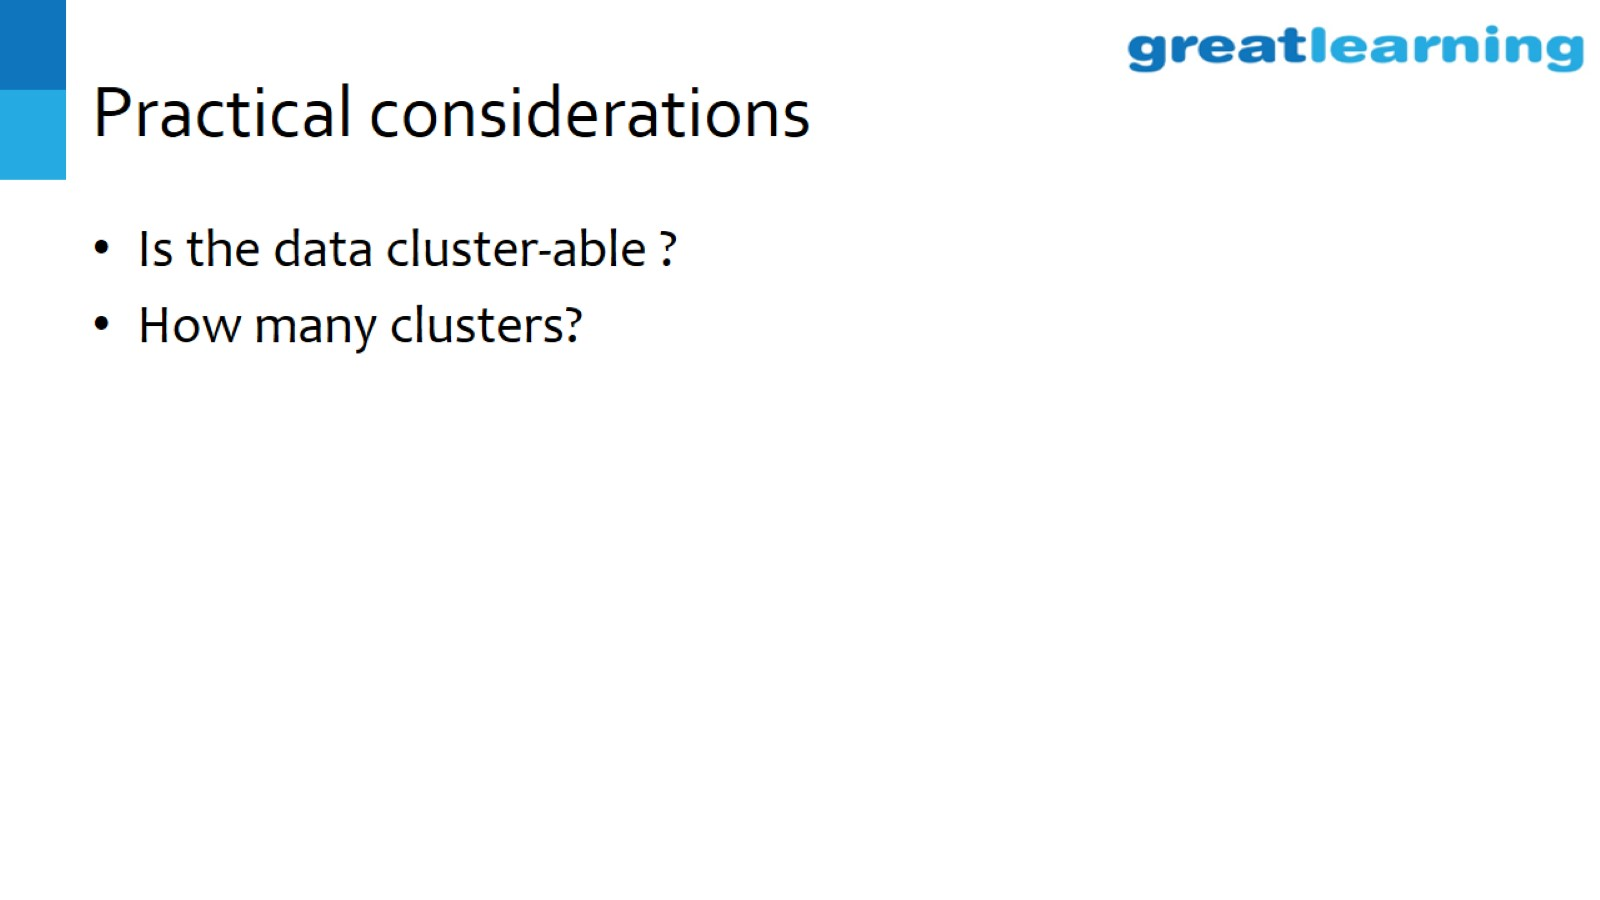 greatlearning
Practical considerations
• Is the data cluster-able ?
• How many clusters?